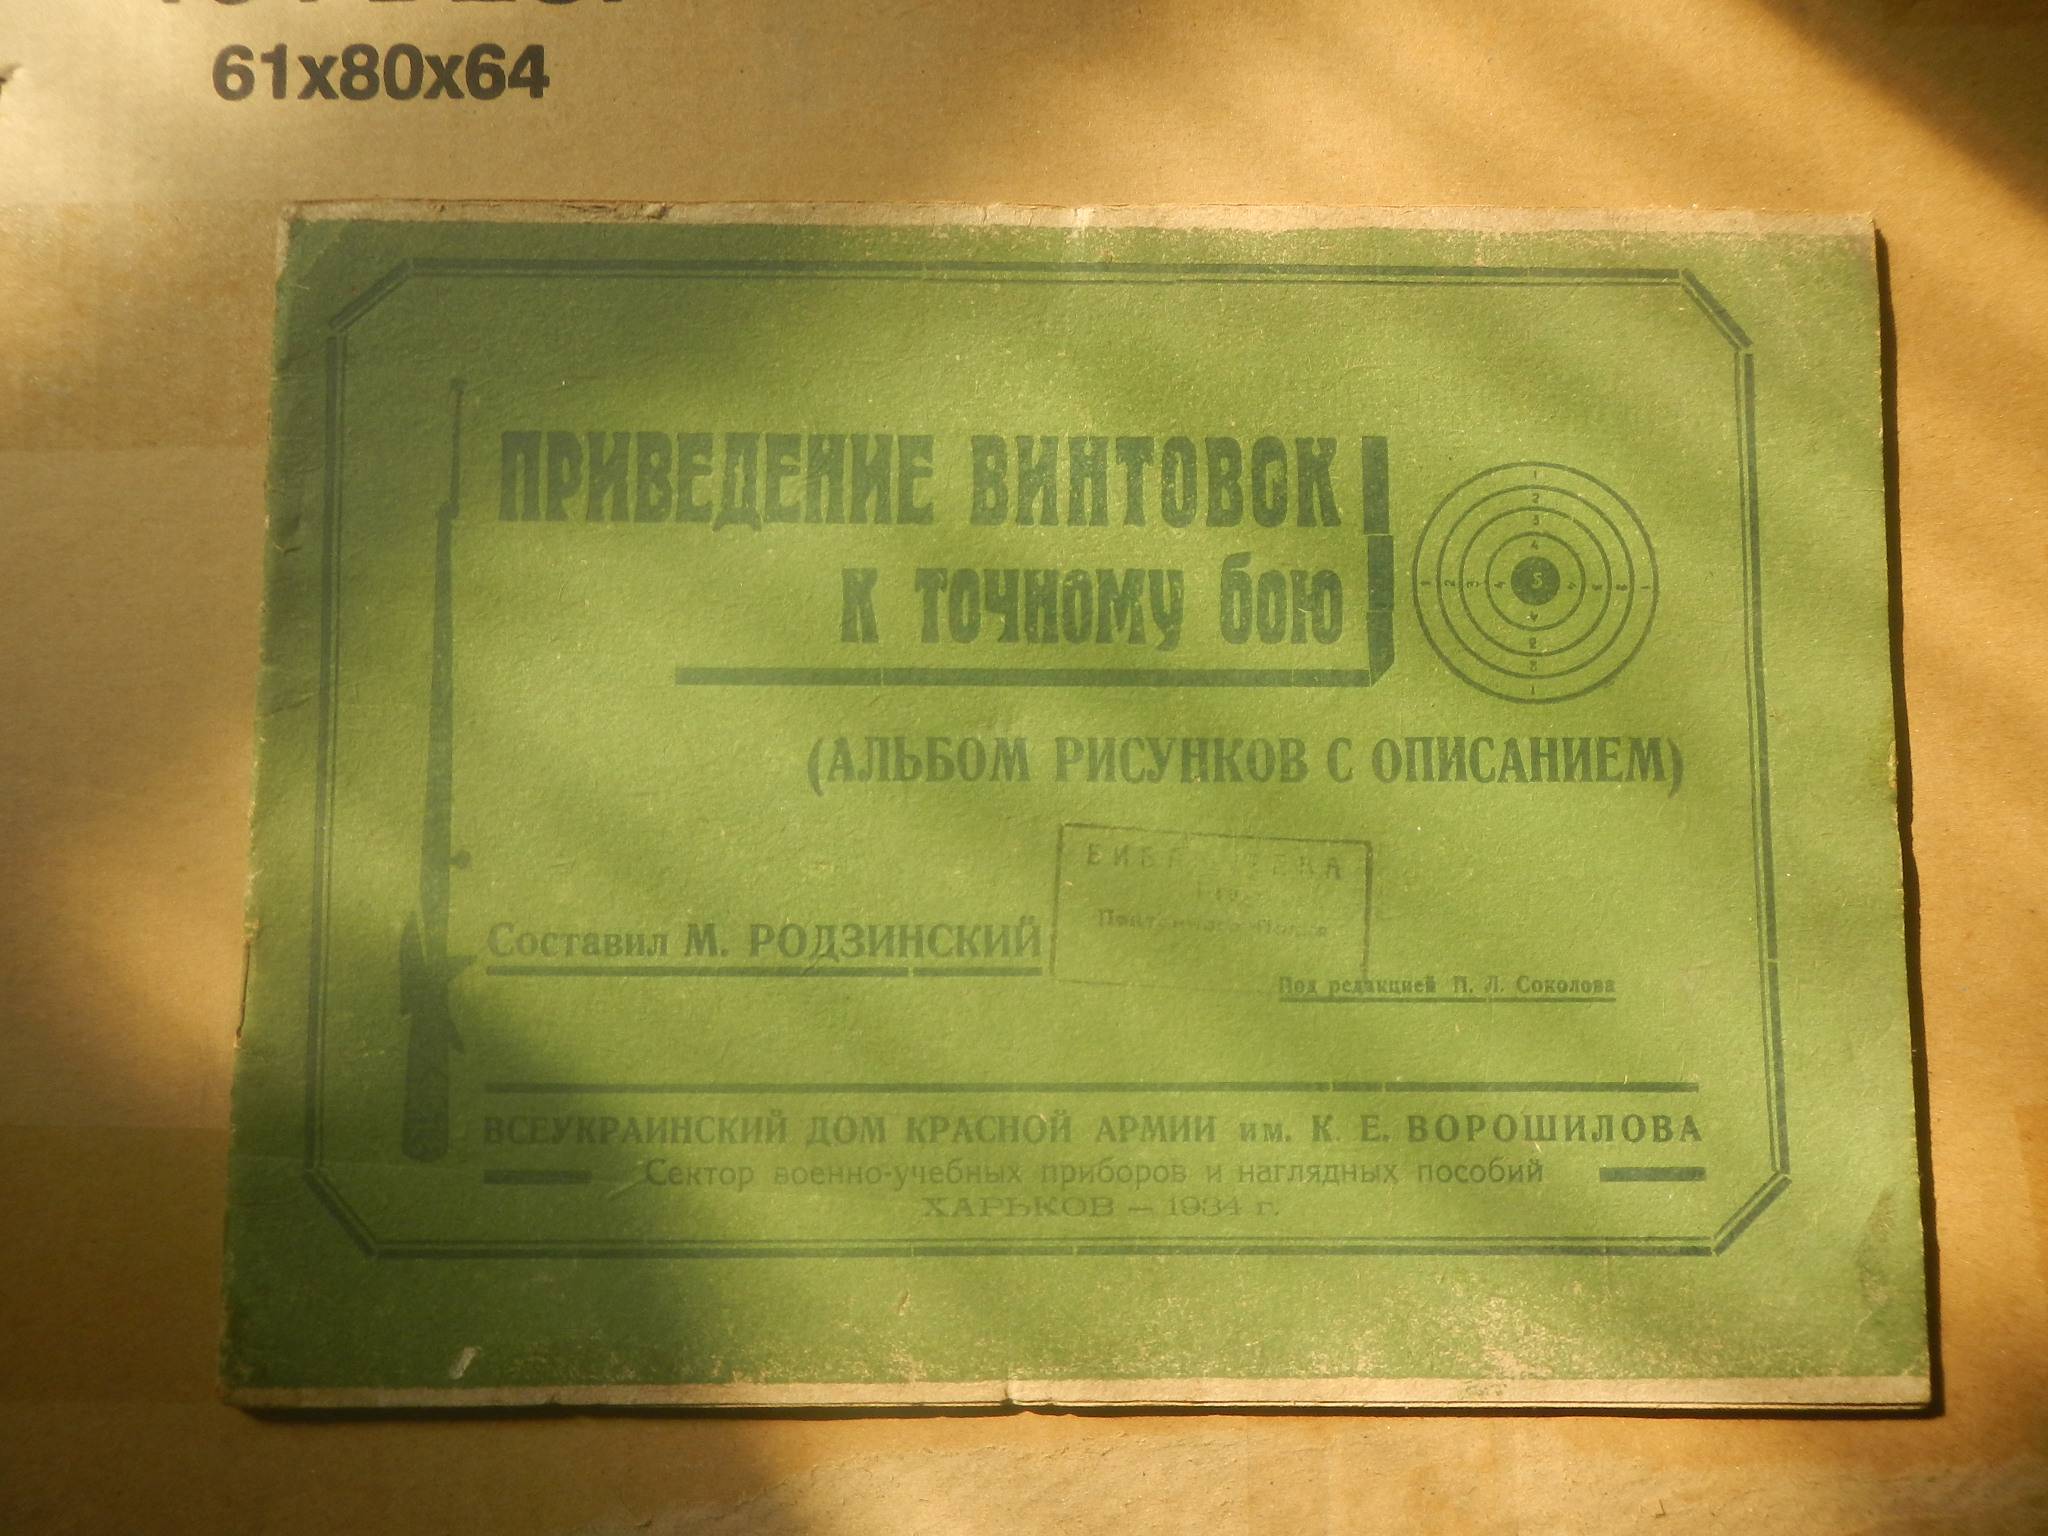 61x80x64
ПРИВЕДЕНИЕ ВИНТОВОК
К ТОЧНОМУ БОЮ
(АЛЬБОМ РИСУНКОВ С ОПИСАНИЕМ)
Составил М. РОДЗИНСКИЙ
Под редакцией П. Л. Соколова
ВСЕУКРАИНСКИЙ ДОМ КРАСНОЙ АРМИИ им. К. Е. ВОРОШИЛОВА
Сектор военно-учебных приборов и наглядных пособий
ХАРЬКОВ — 1934 г.